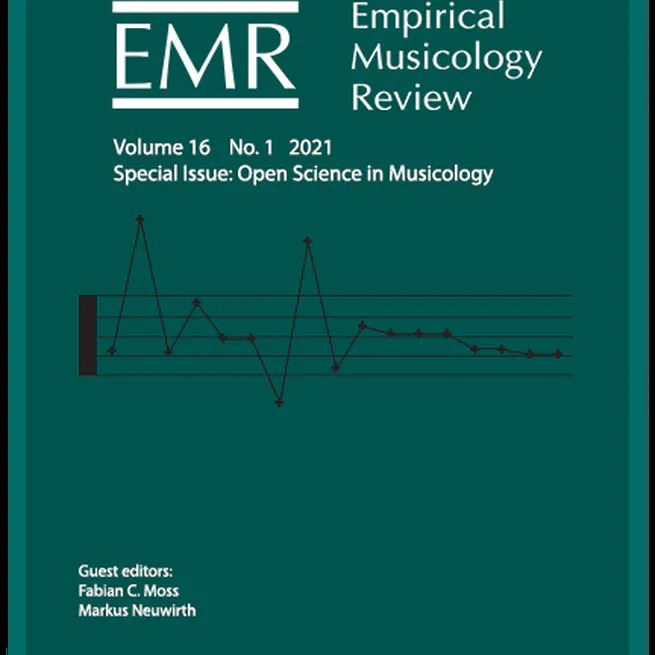 EMR
Empirical
Musicology
Review
Volume 16 No. 1 2021
Special Issue: Open Science in Musicology
Guest editors:
Fabian C. Moss
Markus Neuwirth